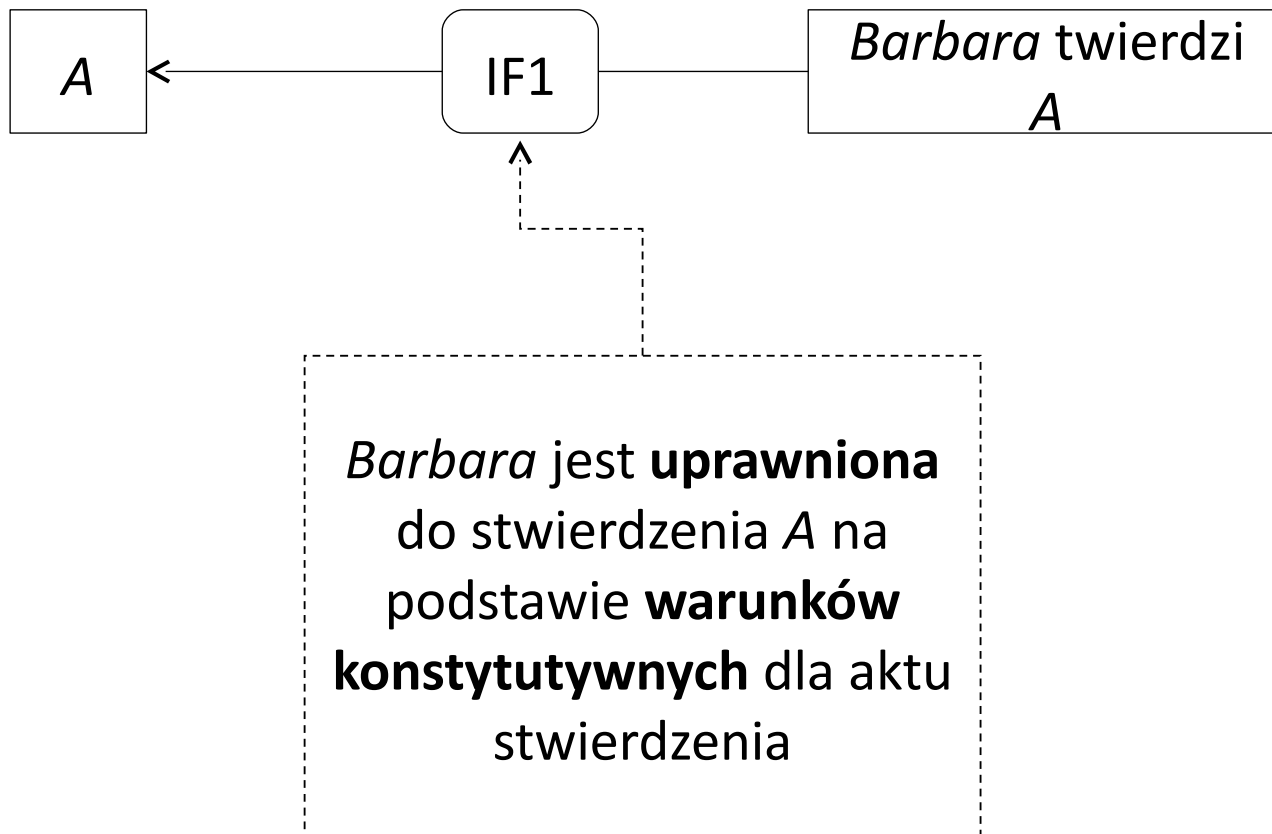 A
IF1
Barbara twierdzi
A
Barbara jest uprawniona
do stwierdzenia A na
podstawie warunków
konstytutywnych dla aktu
stwierdzenia